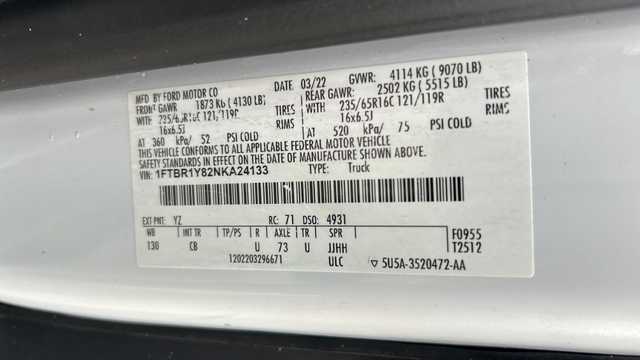 MFD BY FORD MOTOR CO
DATE 03/22 GVWR: 4114 KG ( 9070 LB)
FRONT GAWR 1873 KG ( 4130 LB) REAR GAWR: 2502 KG ( 5515 LB)
WITH 235/65R16C 121/119R TIRES WITH 235/65R16C 121/119R TIRES
16x6.5J RIMS 16x6.5J RIMS
AT 360 kPa/ 52 PSI COLD AT 520 kPa/ 75 PSI COLD
THIS VEHICLE CONFORMS TO ALL APPLICABLE FEDERAL MOTOR VEHICLE
SAFETY STANDARDS IN EFFECT ON THE DATE OF MANUFACTURE SHOWN ABOVE.
1FTBR1Y82NKA24133 TYPE: Truck
EXT PNT: YZ RC: 71 DSO: 4931
WB INT TR TP/PS R AXLE TR SPR F0955
130 CB U 73 U JJHH T2512
1202203296671 ULC ▽ 5U5A-3520472-AA